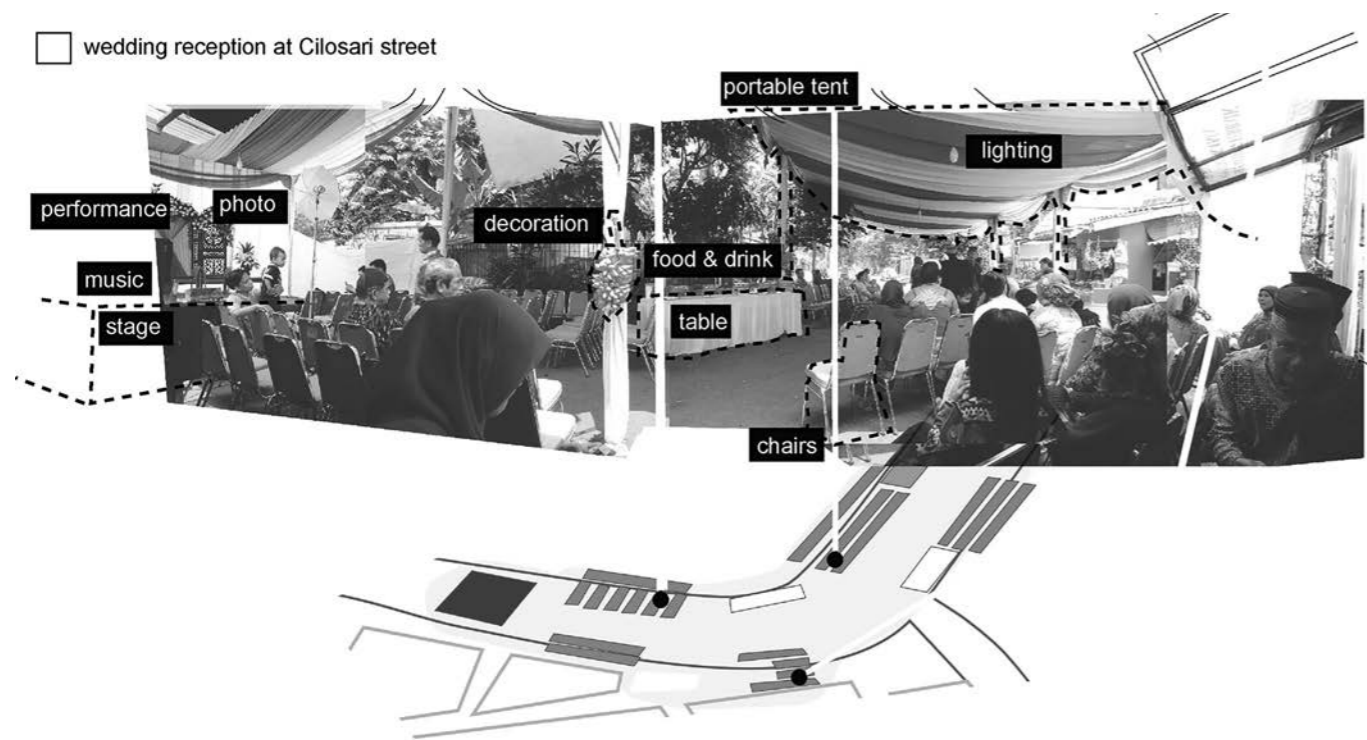 wedding reception at Cilosari street
portable tent
lighting
performance
photo
decoration
food & drink
music
table
stage
chairs